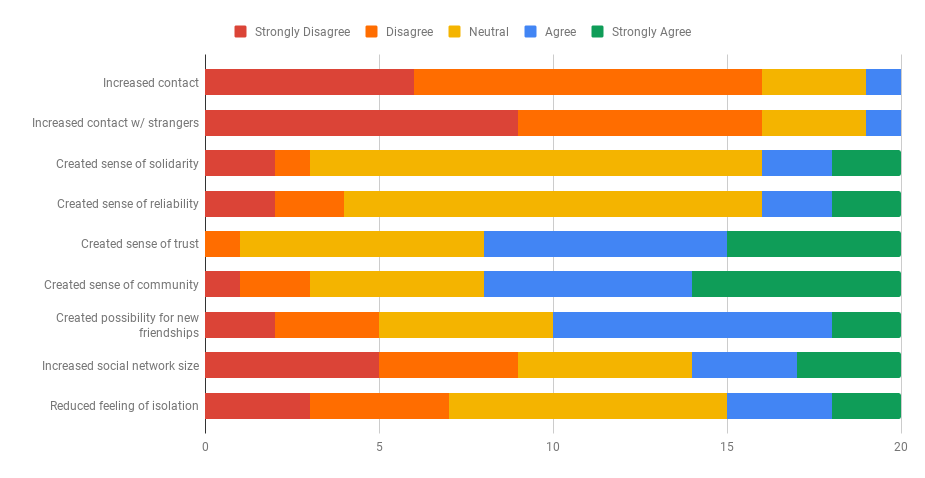 Strongly Disagree Disagree Neutral Agree Strongly Agree
Increased contact
Increased contact w/ strangers
Created sense of solidarity
Created sense of reliability
Created sense of trust
Created sense of community
Created possibility for new
friendships
Increased social network size
Reduced feeling of isolation
0 5 10 15 20